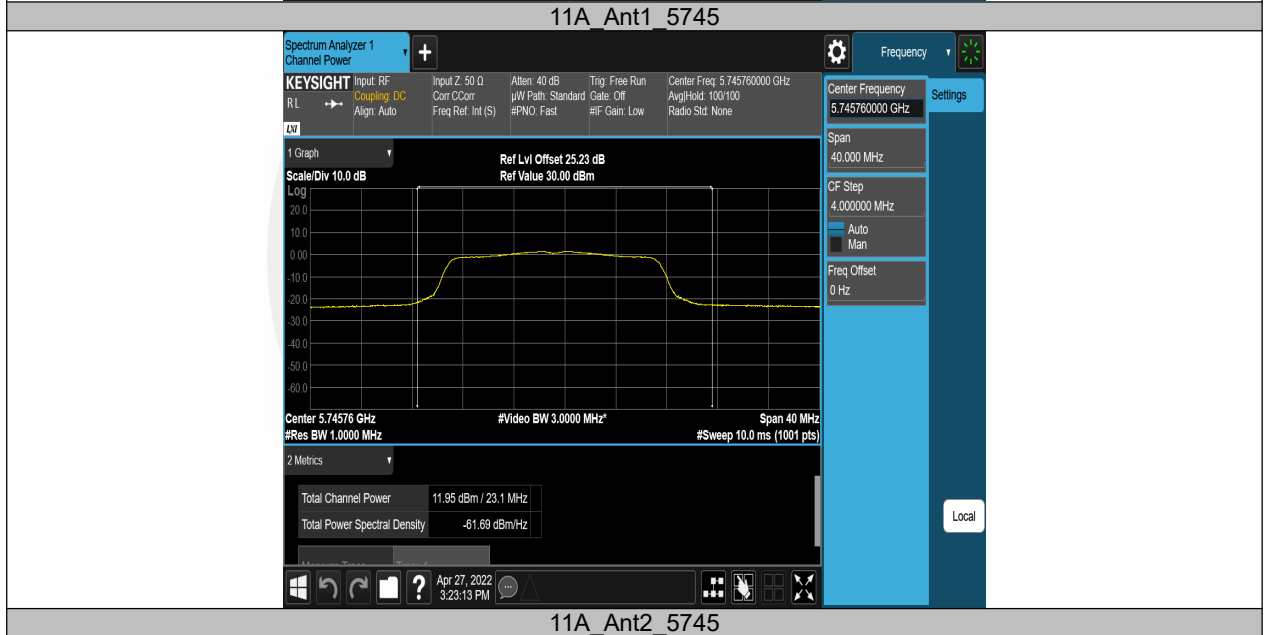 11A_Ant1_5745
Spectrum Analyzer 1
Channel Power
Frequency
KEYSIGHT
RL
LXI
Input: RF
Coupling: DC
Align: Auto
Input Z: 50 Ω
Corr CCorr
Freq Ref: Int (S)
Atten: 40 dB
µW Path: Standard
#PNO: Fast
Trig: Free Run
Gate: Off
#IF Gain: Low
Center Freq: 5.745760000 GHz
Avg|Hold: 100/100
Radio Std: None
Center Frequency
5.745760000 GHz
Settings
Span
40.000 MHz
CF Step
4.000000 MHz
Auto
Man
Freq Offset
0 Hz
Local
1 Graph
Scale/Div 10.0 dB
Ref Lvl Offset 25.23 dB
Ref Value 30.00 dBm
Log
20.0
10.0
0.00
-10.0
-20.0
-30.0
-40.0
-50.0
-60.0
Center 5.74576 GHz
#Video BW 3.0000 MHz*
Span 40 MHz
#Res BW 1.0000 MHz
#Sweep 10.0 ms (1001 pts)
2 Metrics
Total Channel Power 11.95 dBm / 23.1 MHz
Total Power Spectral Density -61.69 dBm/Hz
Apr 27, 2022
3:23:13 PM
11A_Ant2_5745